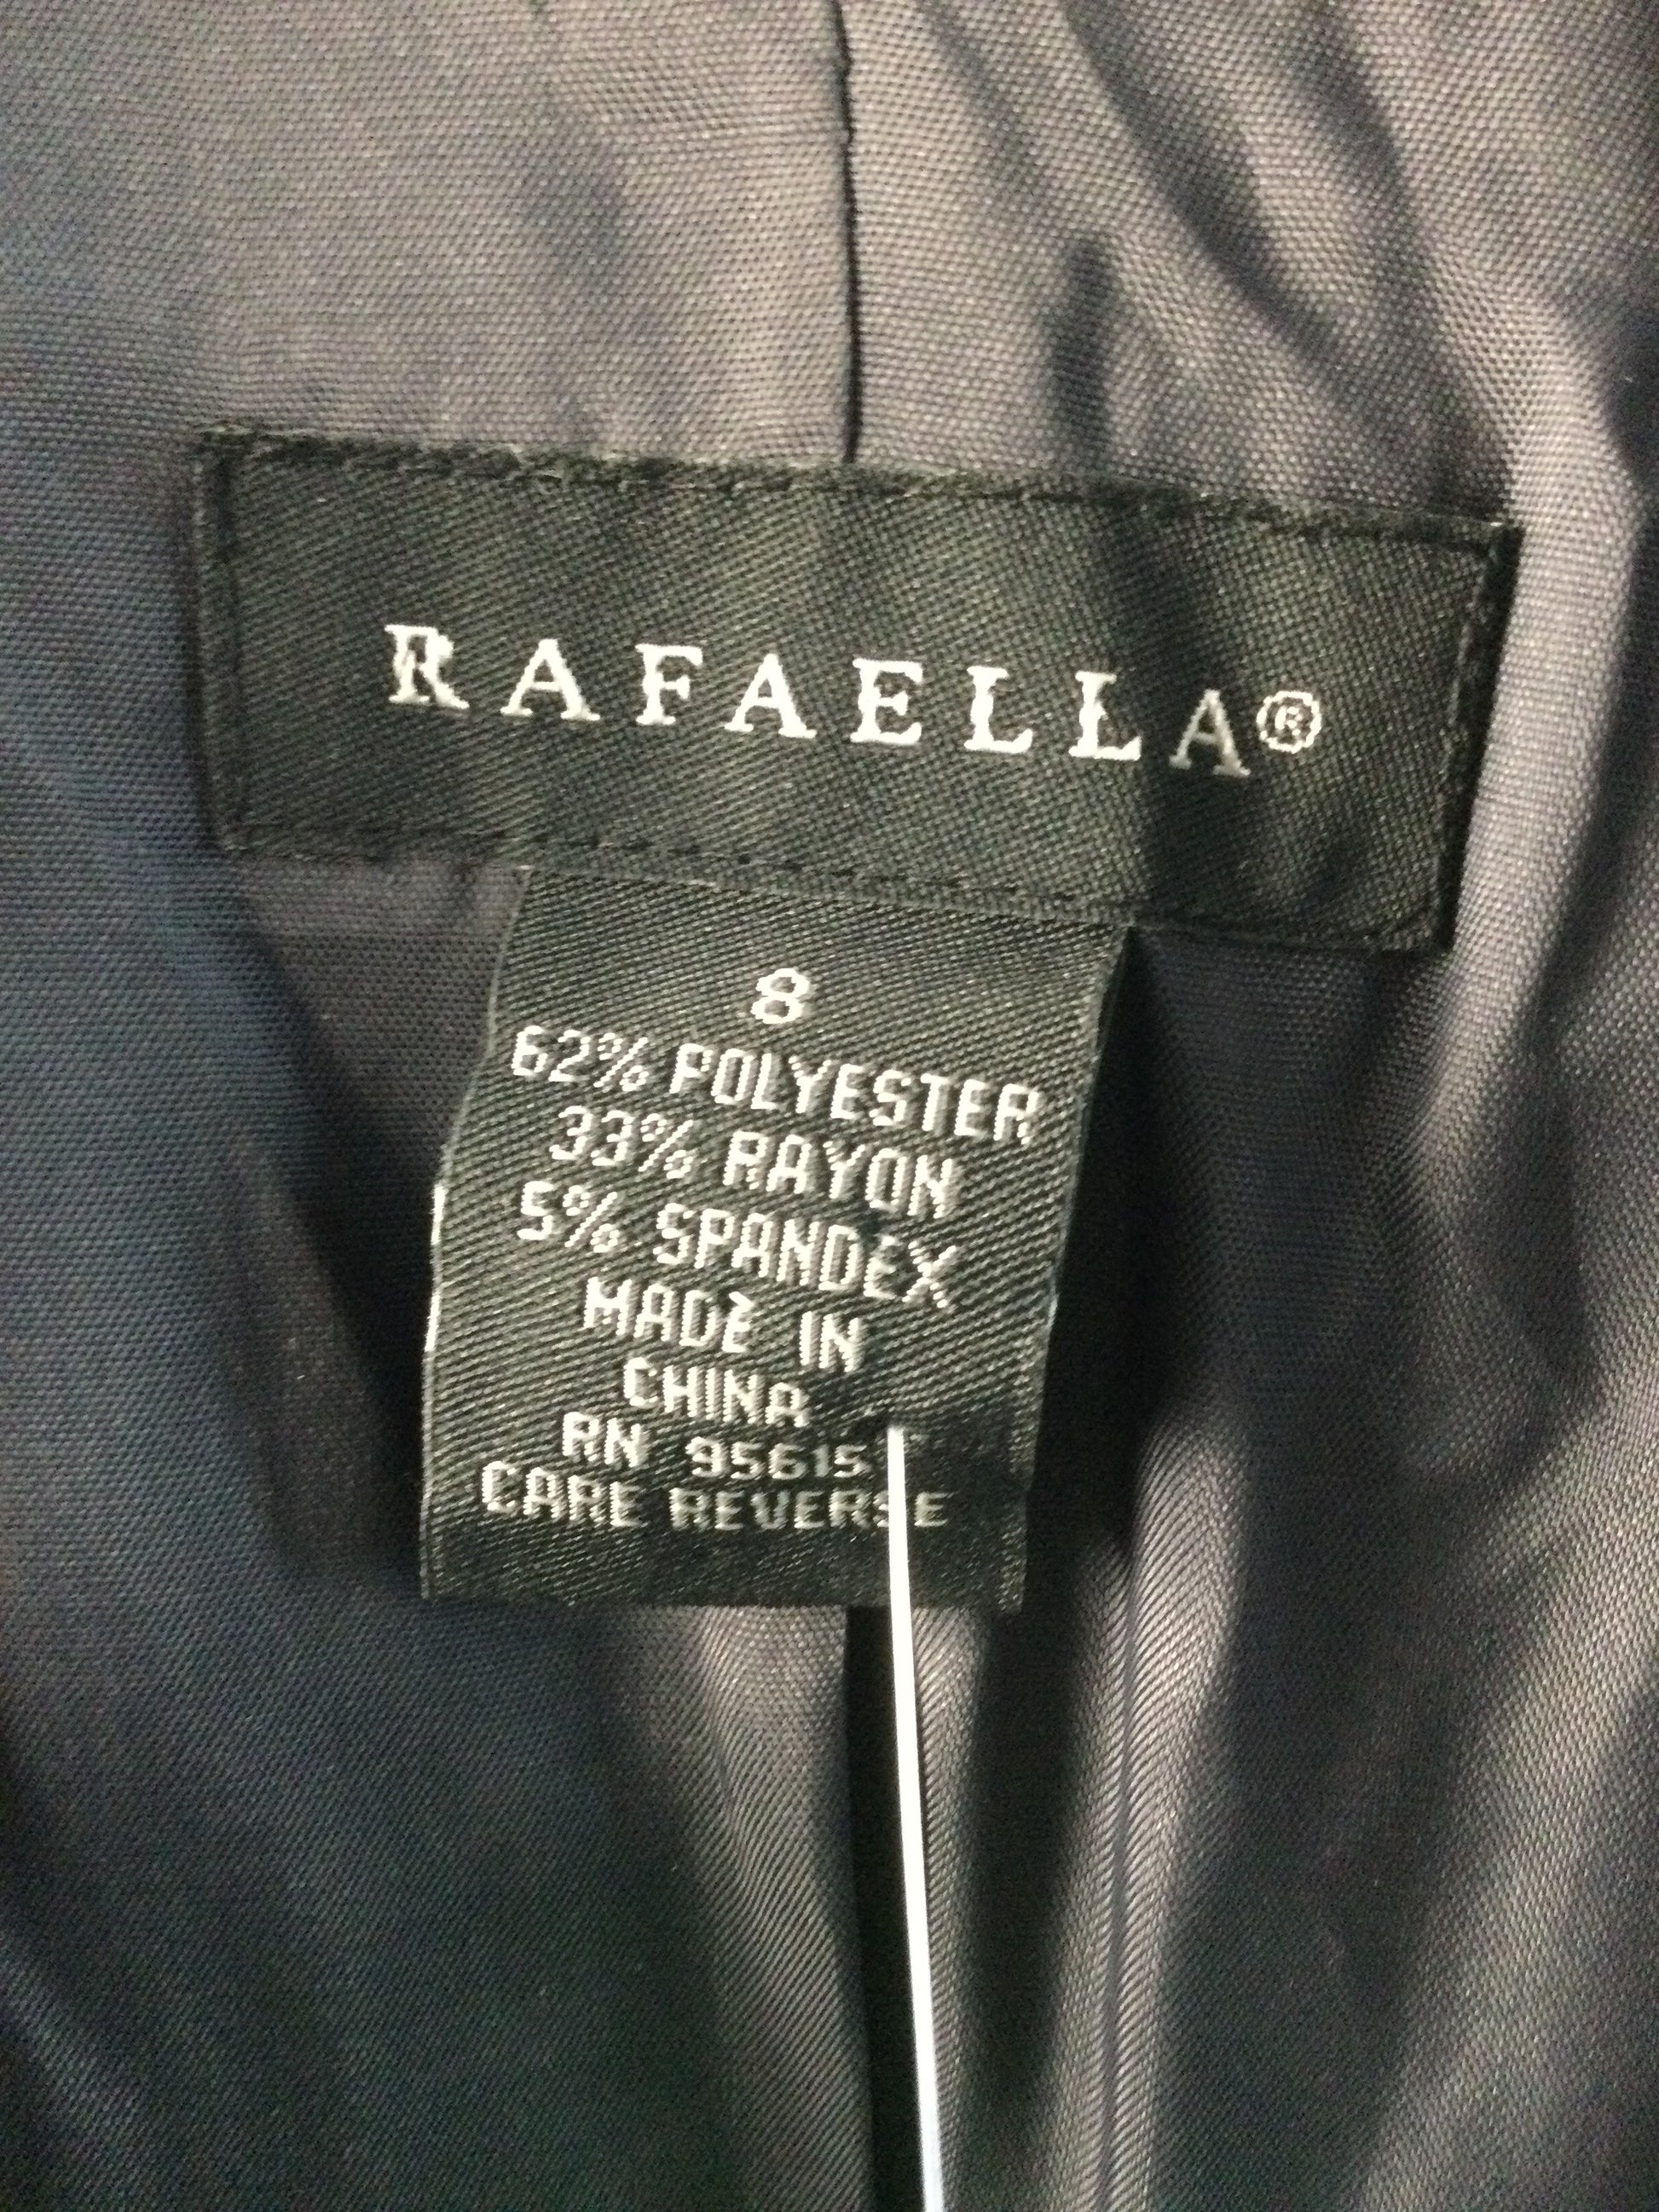 RAFAELLA®
8
62% POLYESTER
33% RAYON
5% SPANDEX
MADE IN
CHINA
RN 95615
CARE REVERSE